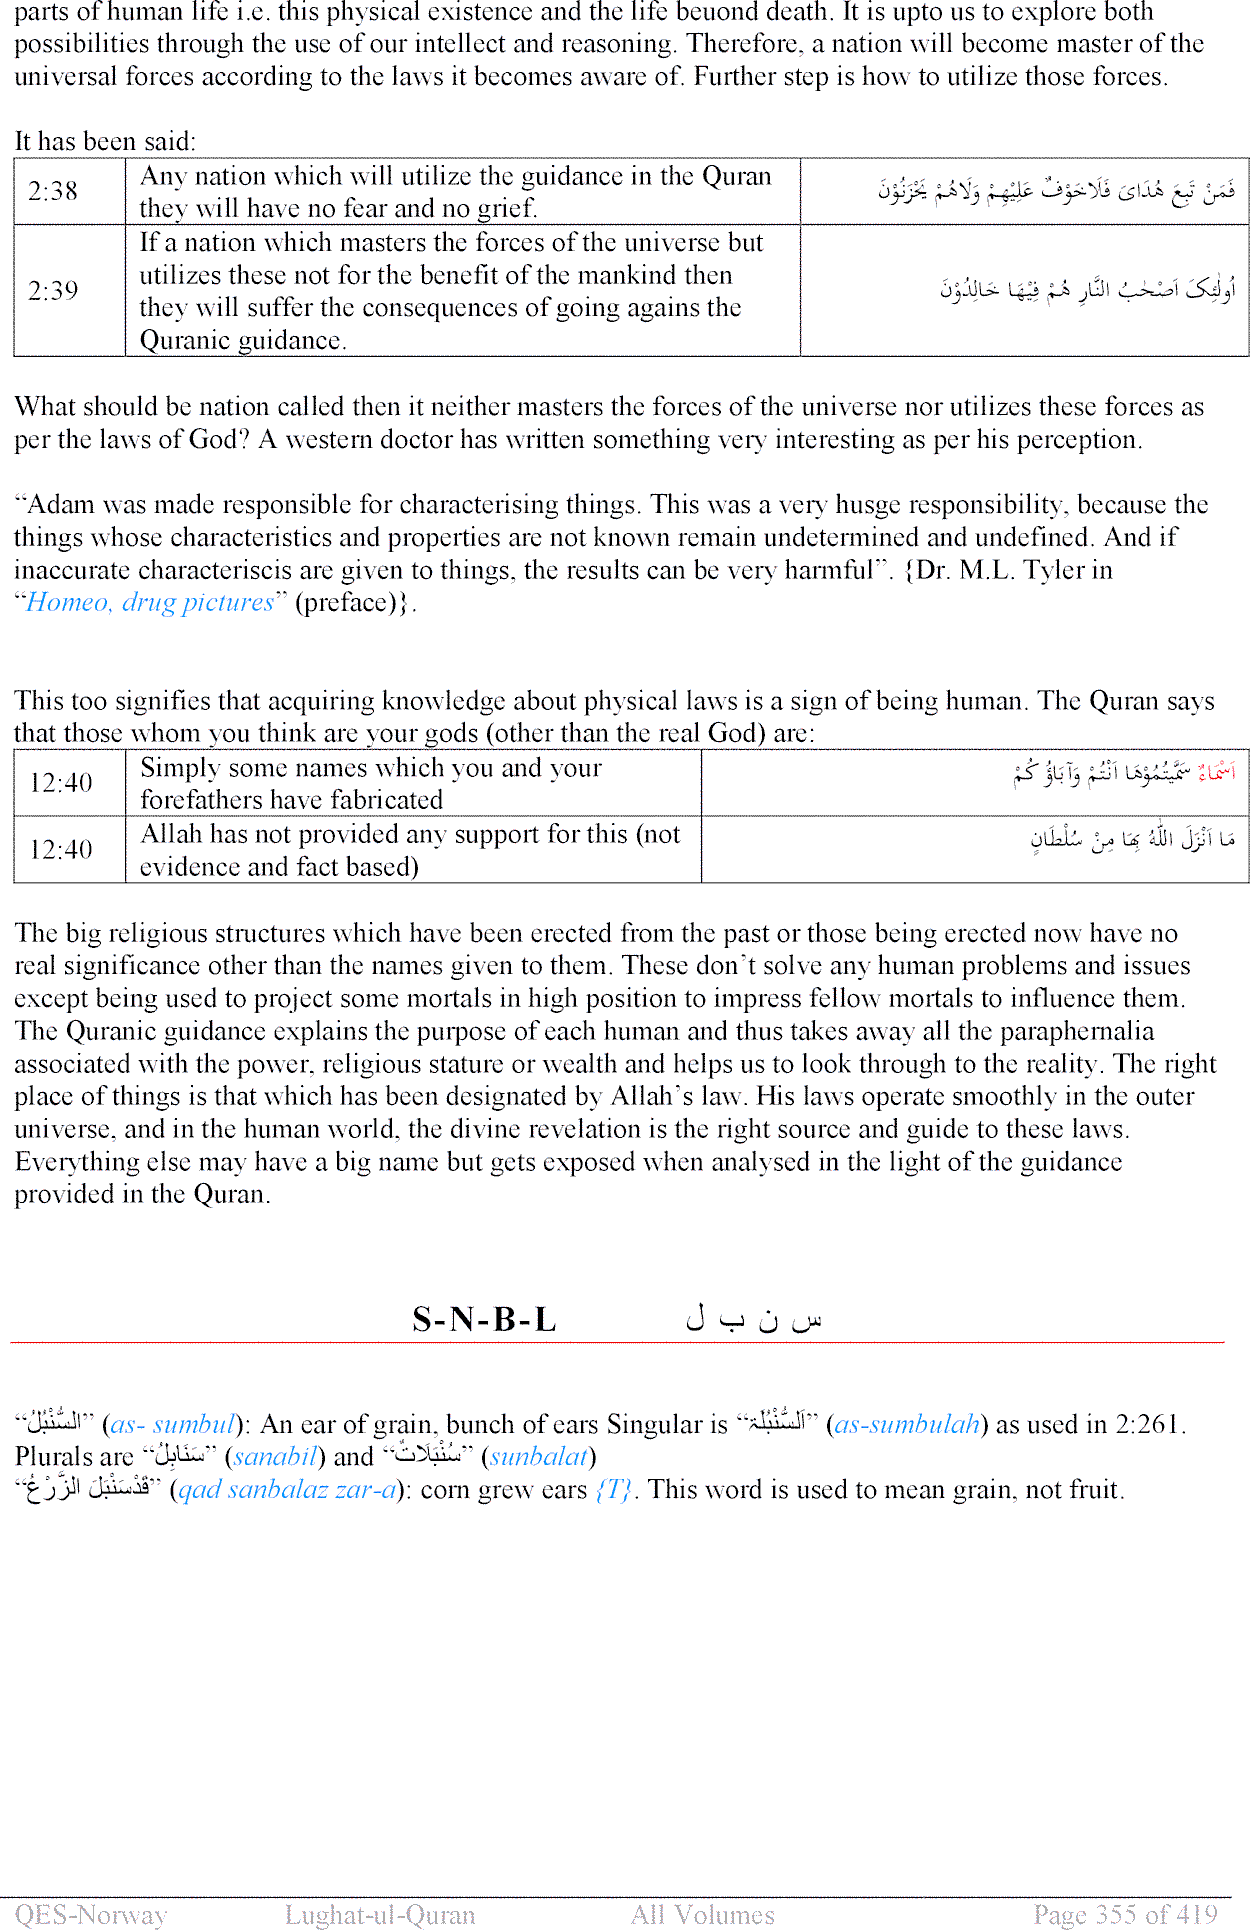 parts of human life i.e. this physical existence and the life beuond death. It is upto us to explore both
possibilities through the use of our intellect and reasoning. Therefore, a nation will become master of the
universal forces according to the laws it becomes aware of. Further step is how to utilize those forces.
It has been said:
2:38 Any nation which will utilize the guidance in the Quran فَمَنْ تَبِعَ هُدَایَ فَلَاخَوْفٌ عَلَيْهِمْ وَلَاهُمْ يَحْزَنُوْنَ
they will have no fear and no grief.
If a nation which masters the forces of the universe but
utilizes these not for the benefit of the mankind then
2:39 they will suffer the consequences of going agains the اُولٰئِکَ اَصْحٰبُ النَّارِ هُمْ فِيْهَا خَالِدُوْنَ
Quranic guidance.
What should be nation called then it neither masters the forces of the universe nor utilizes these forces as
per the laws of God? A western doctor has written something very interesting as per his perception.
“Adam was made responsible for characterising things. This was a very husge responsibility, because the
things whose characteristics and properties are not known remain undetermined and undefined. And if
inaccurate characteriscis are given to things, the results can be very harmful”. {Dr. M.L. Tyler in
“Homeo, drug pictures” (preface)}.
This too signifies that acquiring knowledge about physical laws is a sign of being human. The Quran says
that those whom you think are your gods (other than the real God) are:
12:40 Simply some names which you and your اَسْمَاءٌ سَمَّيْتُمُوْهَا اَنْتُمْ وَآبَاؤُ كُمْ
forefathers have fabricated
12:40 Allah has not provided any support for this (not مَا اَنْزَلَ اللّٰهُ بِهَا مِنْ سُلْطَانٍ
evidence and fact based)
The big religious structures which have been erected from the past or those being erected now have no
real significance other than the names given to them. These don’t solve any human problems and issues
except being used to project some mortals in high position to impress fellow mortals to influence them.
The Quranic guidance explains the purpose of each human and thus takes away all the paraphernalia
associated with the power, religious stature or wealth and helps us to look through to the reality. The right
place of things is that which has been designated by Allah’s law. His laws operate smoothly in the outer
universe, and in the human world, the divine revelation is the right source and guide to these laws.
Everything else may have a big name but gets exposed when analysed in the light of the guidance
provided in the Quran.
S-N-B-L س ن ب ل
“اَلسُّنْبُلُ” (as- sumbul): An ear of grain, bunch of ears Singular is “اَلسُّنْبُلَۃ” (as-sumbulah) as used in 2:261.
Plurals are “سَنَابِلُ” (sanabil) and “سُنْبَلَاتٌ” (sunbalat)
“قَدْسَنْبَلَ الزَّرْعُ” (qad sanbalaz zar-a): corn grew ears {T}. This word is used to mean grain, not fruit.
QES-Norway Lughat-ul-Quran All Volumes Page 355 of 419